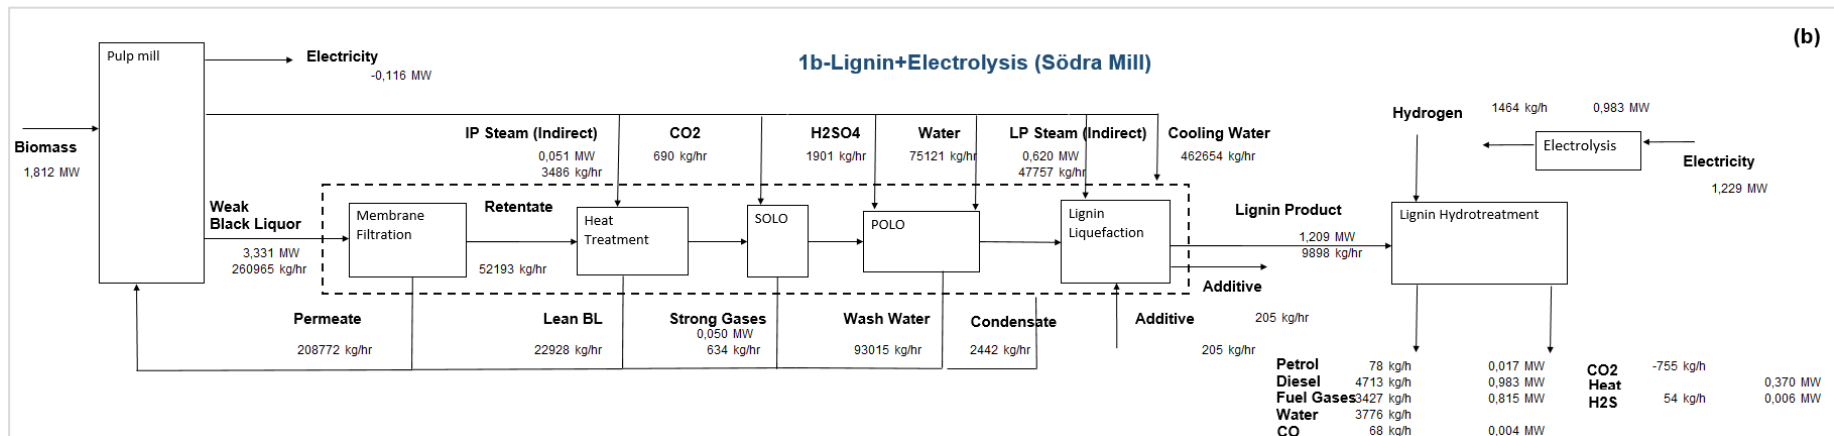 (b)
1b-Lignin+Electrolysis (Södra Mill)
Pulp mill
Electricity
-0,116 MW
Biomass
1,812 MW
IP Steam (Indirect)
0,051 MW
3486 kg/hr
CO2
690 kg/hr
H2SO4
1901 kg/hr
Water
75121 kg/hr
LP Steam (Indirect)
0,620 MW
47757 kg/hr
Cooling Water
462654 kg/hr
Hydrogen
1464 kg/h 0,983 MW
Electrolysis
Electricity
1,229 MW
Weak
Black Liquor
3,331 MW
260965 kg/hr
Membrane
Filtration
Retentate
52193 kg/hr
Heat
Treatment
SOLO
POLO
Lignin
Liquefaction
Lignin Product
1,209 MW
9898 kg/hr
Lignin Hydrotreatment
Additive
205 kg/hr
Permeate
208772 kg/hr
Lean BL
22928 kg/hr
Strong Gases
0,050 MW
634 kg/hr
Wash Water
93015 kg/hr
Condensate
2442 kg/hr
Additive
205 kg/hr
Petrol 78 kg/h 0,017 MW
Diesel 4713 kg/h 0,983 MW
Fuel Gases 3427 kg/h 0,815 MW
Water 3776 kg/h
CO 68 kg/h 0,004 MW
CO2 -755 kg/h
Heat 0,370 MW
H2S 54 kg/h 0,006 MW